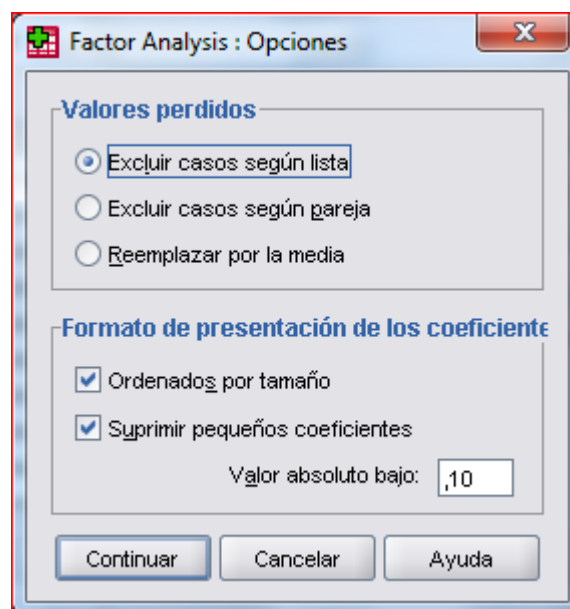 Factor Analysis : Opciones
Valores perdidos
Excluir casos según lista
Excluir casos según pareja
Reemplazar por la media
Formato de presentación de los coeficiente
Ordenados por tamaño
Suprimir pequeños coeficientes
Valor absoluto bajo: ,10
Continuar Cancelar Ayuda